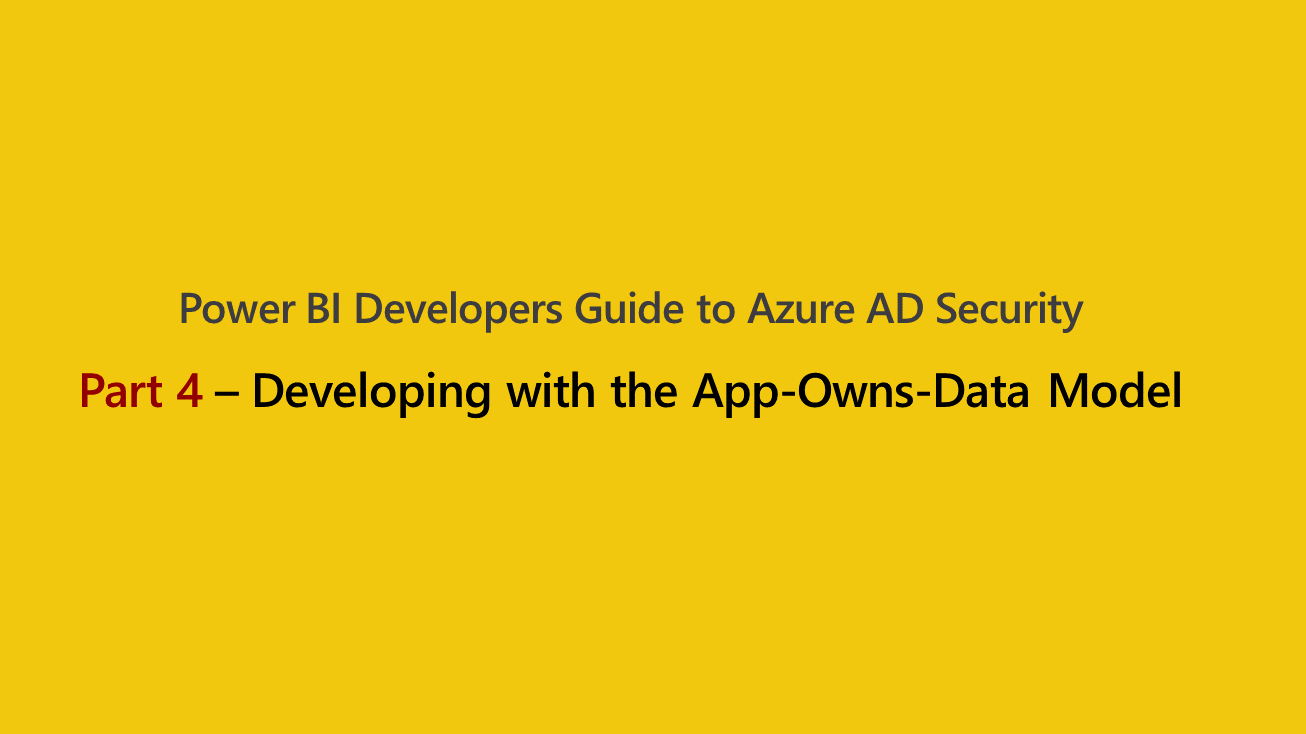 Power BI Developers Guide to Azure AD Security
Part 4 – Developing with the App-Owns-Data Model